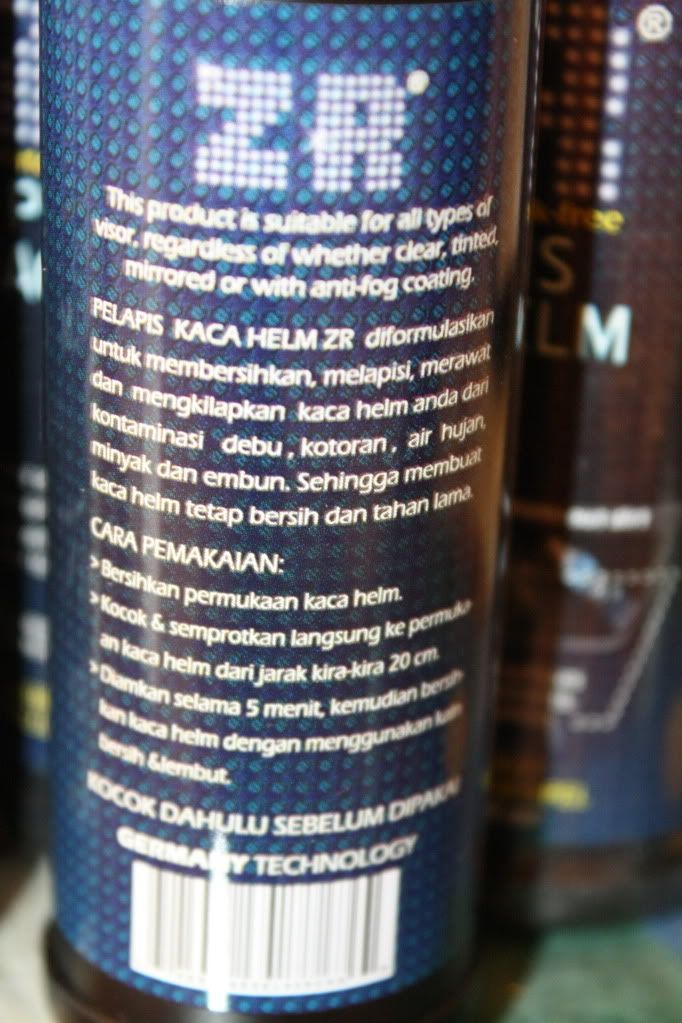 ZR
This product is suitable for all types of
visor, regardless of whether clear, tinted,
mirrored or with anti-fog coating.
PELAPIS KACA HELM ZR diformulasikan
untuk membersihkan, melapisi, merawat
dan mengkilapkan kaca helm anda dari
kontaminasi debu, kotoran, air hujan,
minyak dan embun. Sehingga membuat
kaca helm tetap bersih dan tahan lama.
CARA PEMAKAIAN:
> Bersihkan permukaan kaca helm.
> Kocok & semprotkan langsung ke permuka-
an kaca helm dari jarak kira-kira 20 cm.
> Diamkan selama 5 menit, kemudian bersih-
kan kaca helm dengan menggunakan kain
bersih & lembut.
KOCOK DAHULU SEBELUM DIPAKAI
GERMANY TECHNOLOGY
®
S
LM